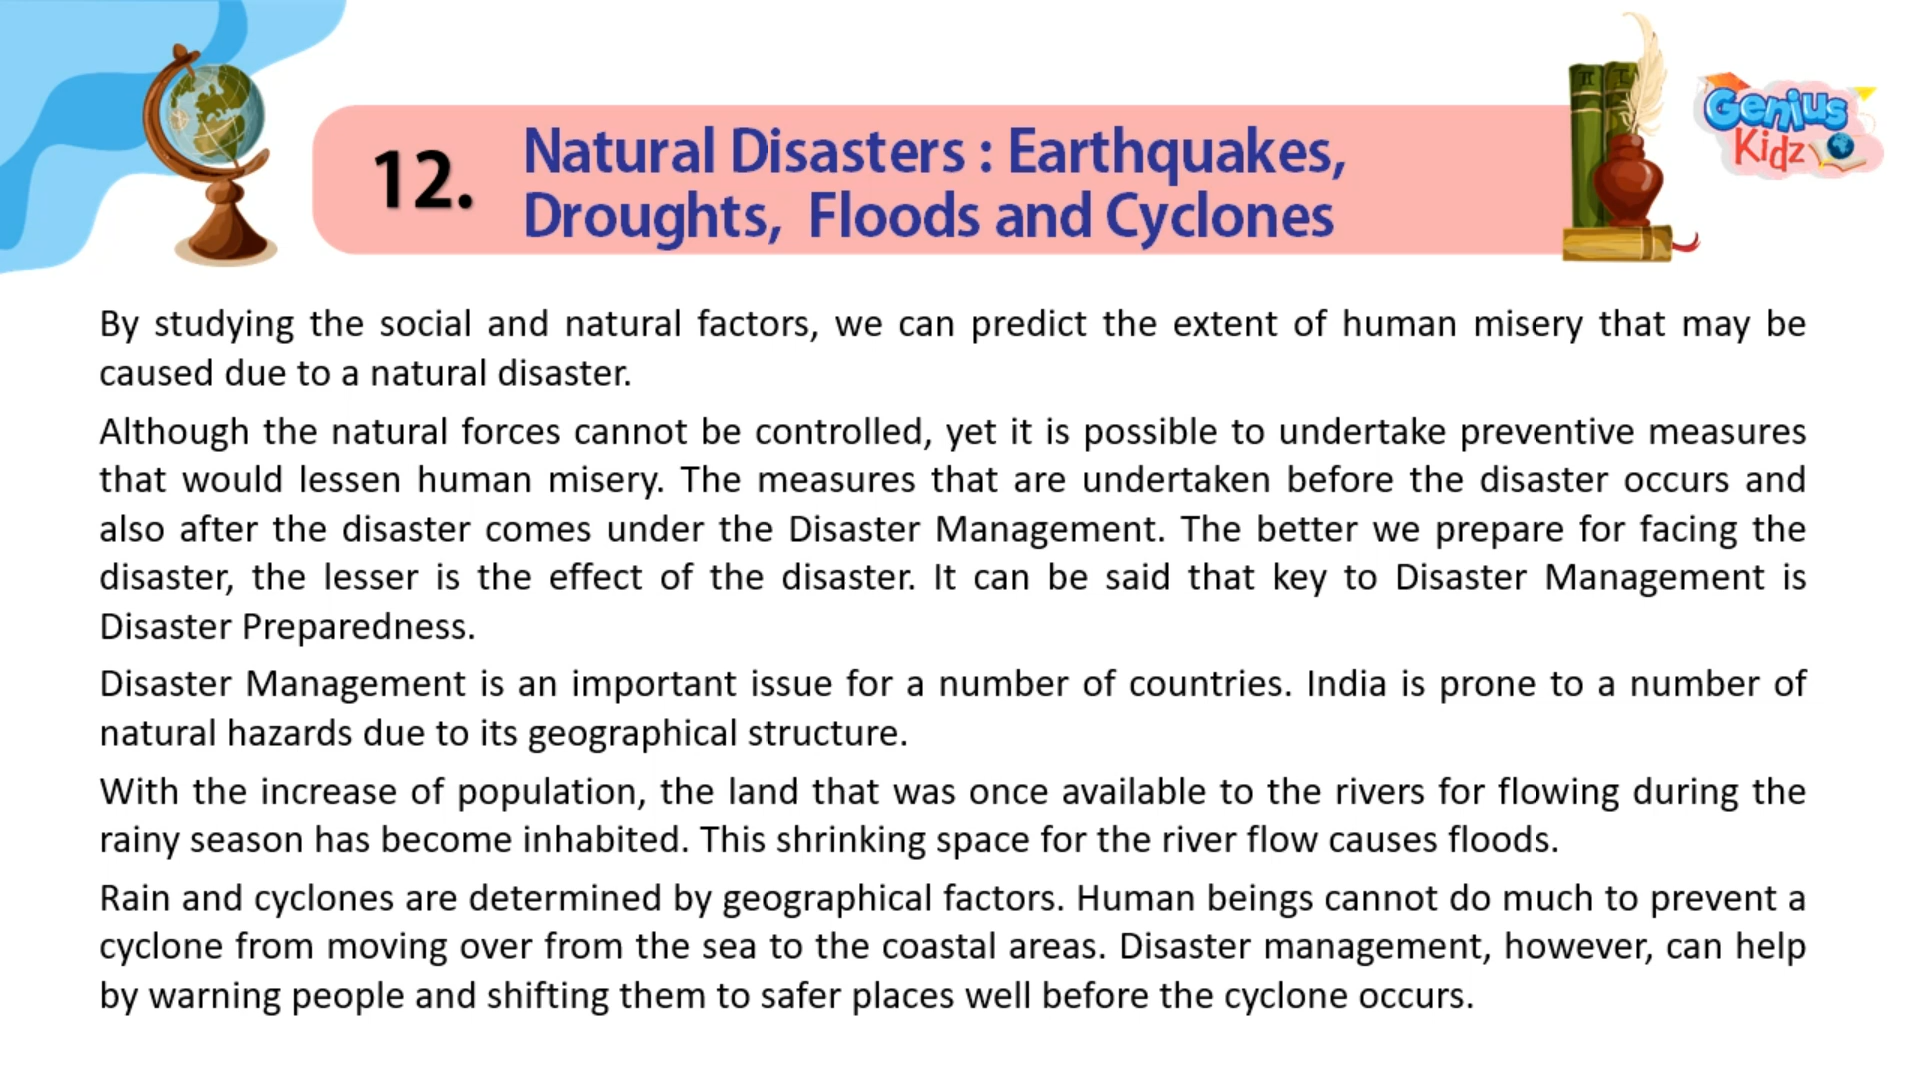 12.
Natural Disasters : Earthquakes,
Droughts, Floods and Cyclones
Genius
Kidz
By studying the social and natural factors, we can predict the extent of human misery that may be
caused due to a natural disaster.
Although the natural forces cannot be controlled, yet it is possible to undertake preventive measures
that would lessen human misery. The measures that are undertaken before the disaster occurs and
also after the disaster comes under the Disaster Management. The better we prepare for facing the
disaster, the lesser is the effect of the disaster. It can be said that key to Disaster Management is
Disaster Preparedness.
Disaster Management is an important issue for a number of countries. India is prone to a number of
natural hazards due to its geographical structure.
With the increase of population, the land that was once available to the rivers for flowing during the
rainy season has become inhabited. This shrinking space for the river flow causes floods.
Rain and cyclones are determined by geographical factors. Human beings cannot do much to prevent a
cyclone from moving over from the sea to the coastal areas. Disaster management, however, can help
by warning people and shifting them to safer places well before the cyclone occurs.